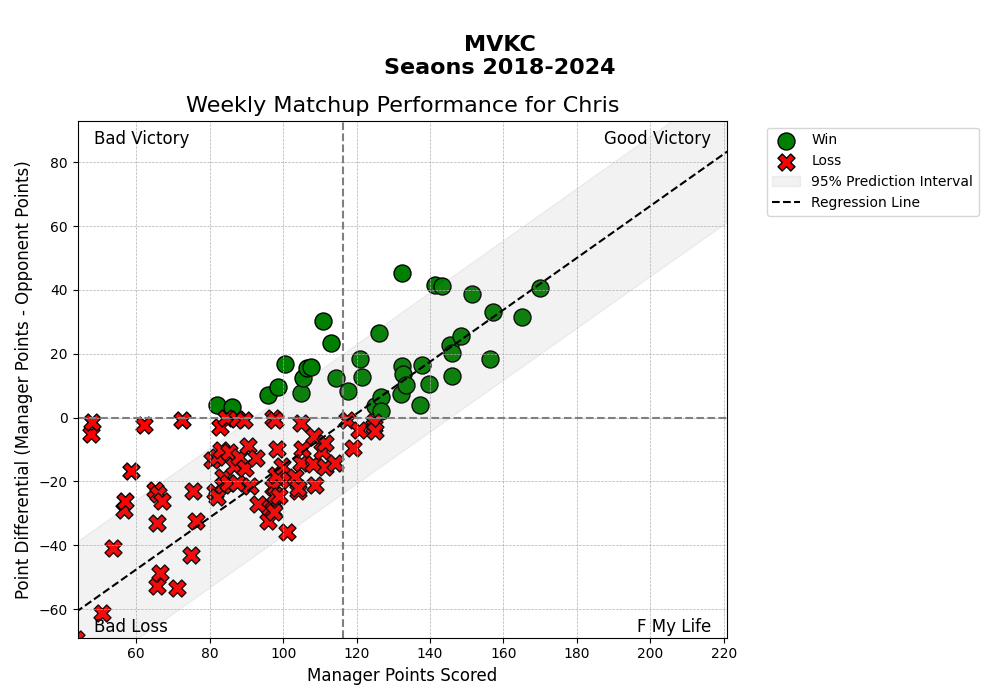 MVKC
Seaons 2018-2024
Weekly Matchup Performance for Chris
Bad Victory
Good Victory
Win
Loss
95% Prediction Interval
Regression Line
80
60
40
20
0
−20
−40
−60
Point Differential (Manager Points - Opponent Points)
Bad Loss
F My Life
60
80
100
120
140
160
180
200
220
Manager Points Scored